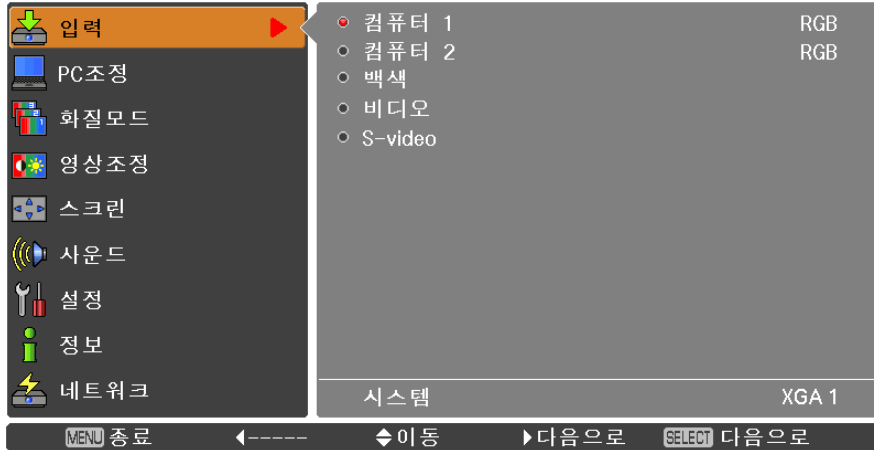 입력
PC조정
화질모드
영상조정
스크린
사운드
설정
정보
네트워크
컴퓨터 1 RGB
컴퓨터 2 RGB
백색
비디오
S-video
시스템 XGA 1
MENU 종료 ◀----- ◆이동 ▶다음으로 SELECT 다음으로